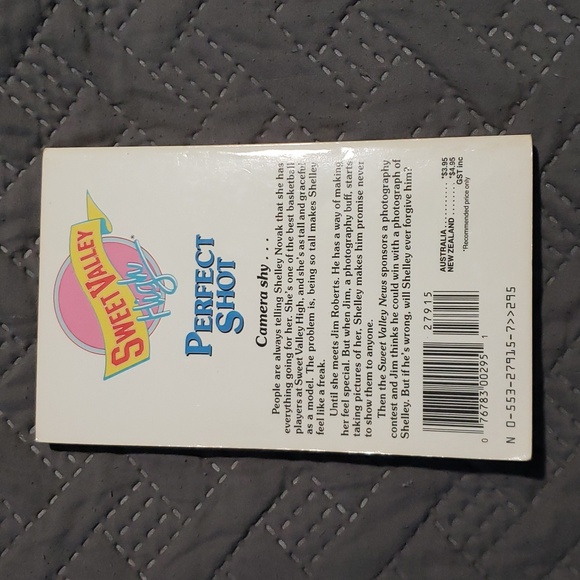 SWEET VALLEY
High®
PERFECT
SHOT
Camera shy . . .
People are always telling Shelley Novak that she has
everything going for her. She's one of the best basketball
players at Sweet Valley High, and she's as tall and graceful
as a model. The problem is, being so tall makes Shelley
feel like a freak.
Until she meets Jim Roberts. He has a way of making
her feel special. But when Jim, a photography buff, starts
taking pictures of her, Shelley makes him promise never
to show them to anyone.
Then the Sweet Valley News sponsors a photography
contest and Jim thinks he could win with a photograph of
Shelley. But if he's wrong, will Shelley ever forgive him?
27915
0 76783 00295 1
N 0-553-27915-7>>295
AUSTRALIA . . . . . . . . . *$3.95
NEW ZEALAND . . . . . . . . *$4.95
GST inc
*Recommended price only